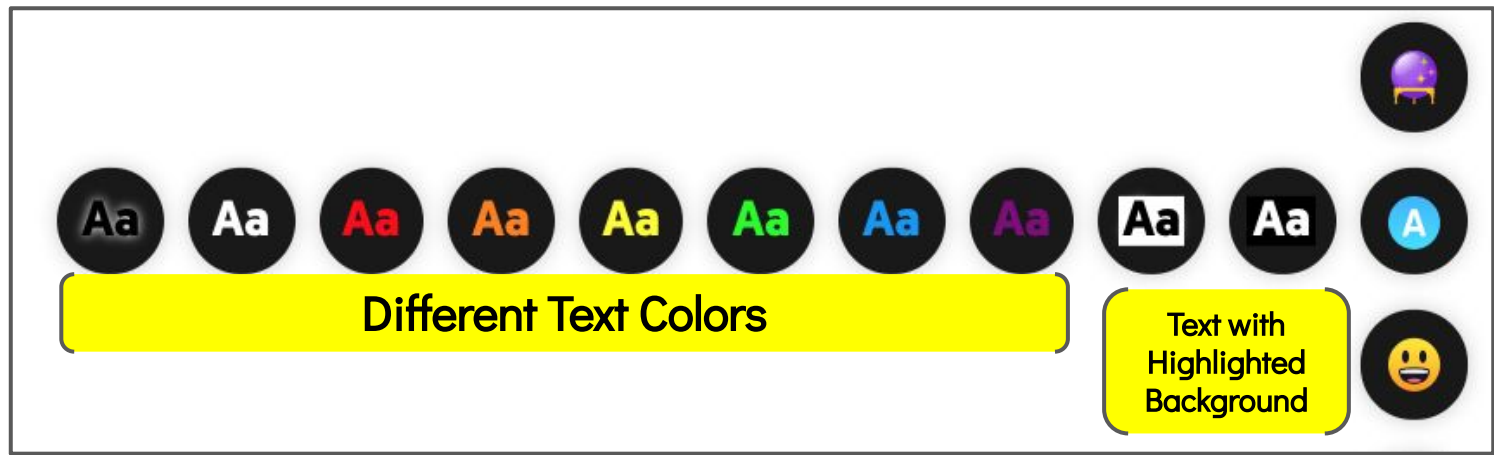 Aa Aa Aa Aa Aa Aa Aa Aa Aa Aa A
Different Text Colors
Text with
Highlighted
Background